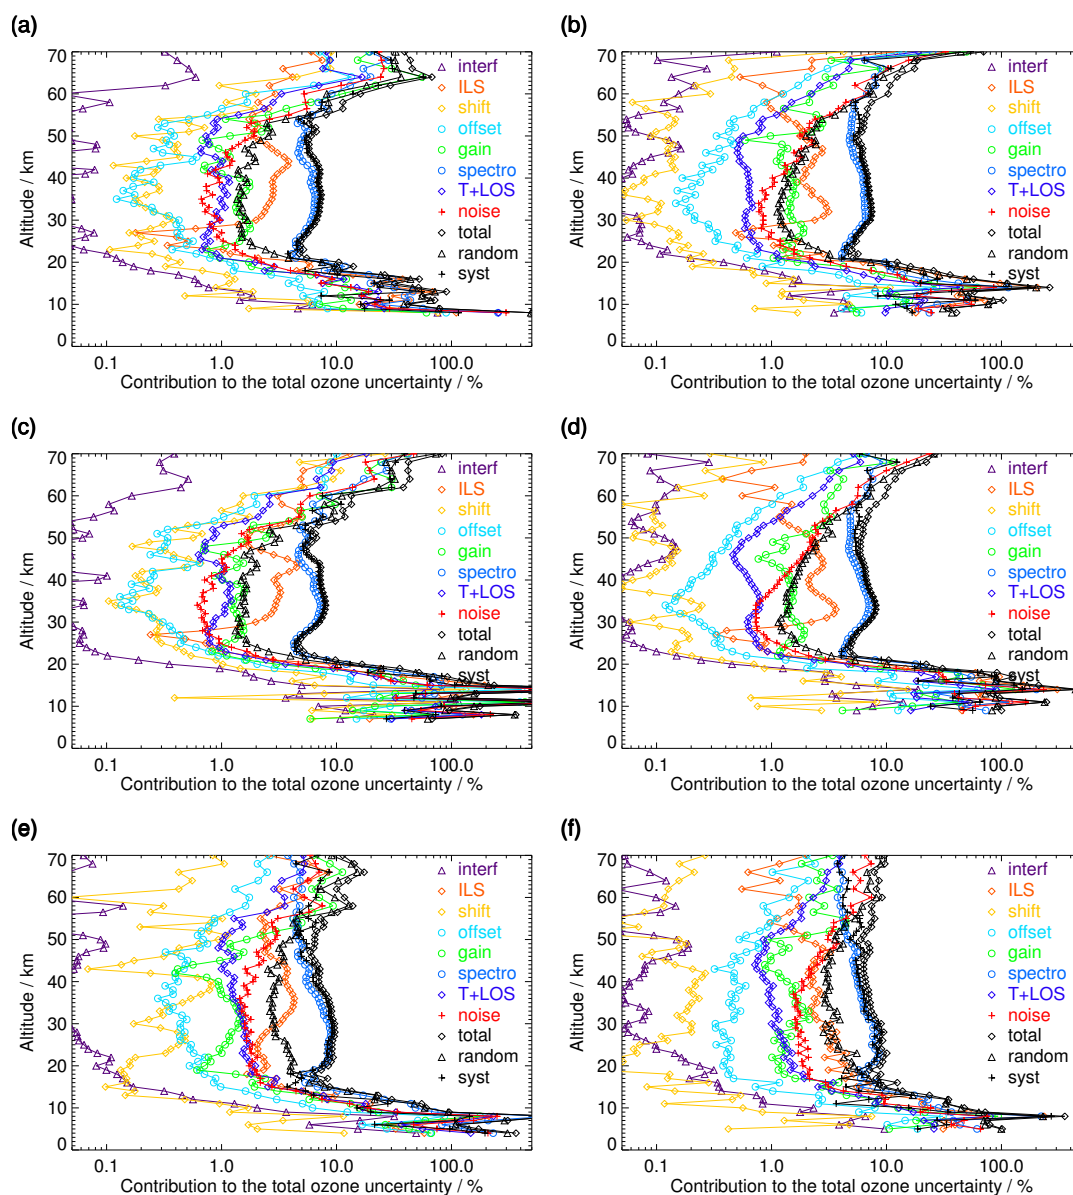 (a)
70
60
50
40
30
20
10
0
Altitude / km
interf
ILS
shift
offset
gain
spectro
T+LOS
noise
total
random
syst
0.1 1.0 10.0 100.0
Contribution to the total ozone uncertainty / %
(b)
70
60
50
40
30
20
10
0
Altitude / km
interf
ILS
shift
offset
gain
spectro
T+LOS
noise
total
random
syst
0.1 1.0 10.0 100.0
Contribution to the total ozone uncertainty / %
(c)
70
60
50
40
30
20
10
0
Altitude / km
interf
ILS
shift
offset
gain
spectro
T+LOS
noise
total
random
syst
0.1 1.0 10.0 100.0
Contribution to the total ozone uncertainty / %
(d)
70
60
50
40
30
20
10
0
Altitude / km
interf
ILS
shift
offset
gain
spectro
T+LOS
noise
total
random
syst
0.1 1.0 10.0 100.0
Contribution to the total ozone uncertainty / %
(e)
70
60
50
40
30
20
10
0
Altitude / km
interf
ILS
shift
offset
gain
spectro
T+LOS
noise
total
random
syst
0.1 1.0 10.0 100.0
Contribution to the total ozone uncertainty / %
(f)
70
60
50
40
30
20
10
0
Altitude / km
interf
ILS
shift
offset
gain
spectro
T+LOS
noise
total
random
syst
0.1 1.0 10.0 100.0
Contribution to the total ozone uncertainty / %